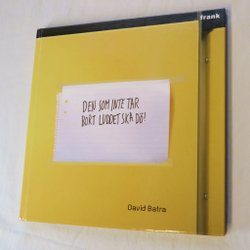 frank
DEN SOM INTE TAR
BORT LUDDET SKA DÖ!
David Batra